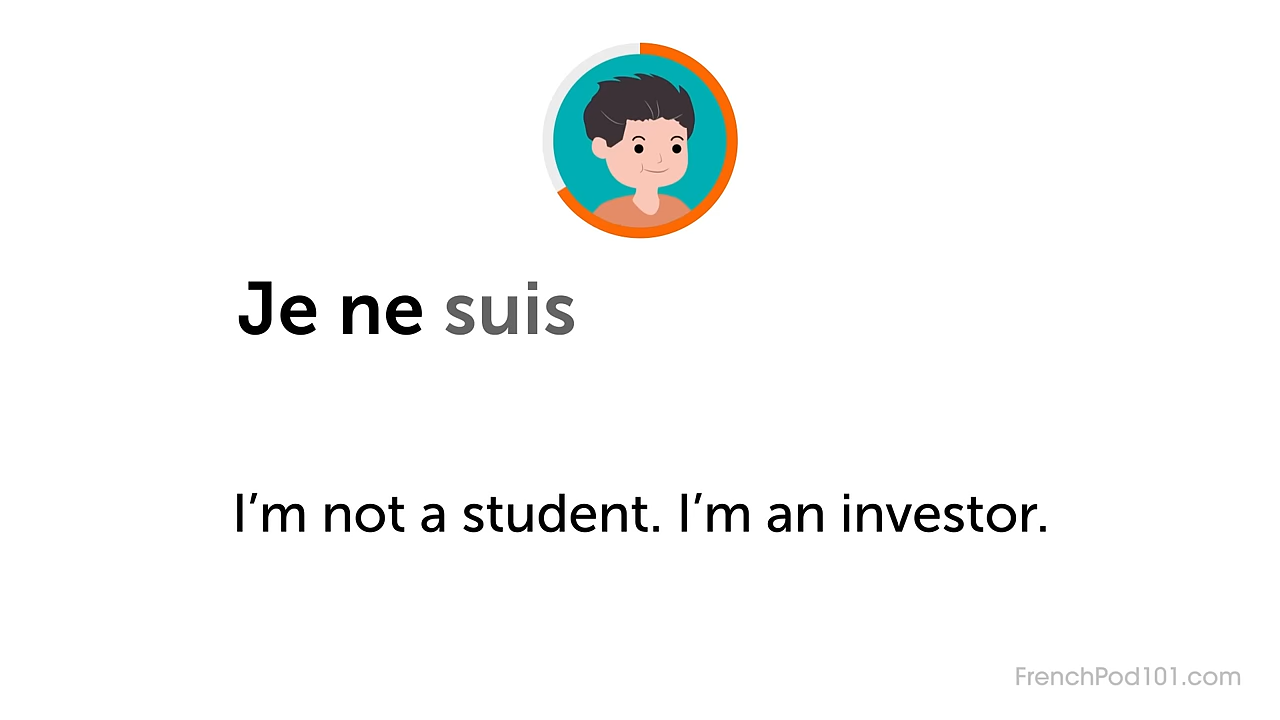 Je ne suis
I’m not a student. I’m an investor.
FrenchPod101.com